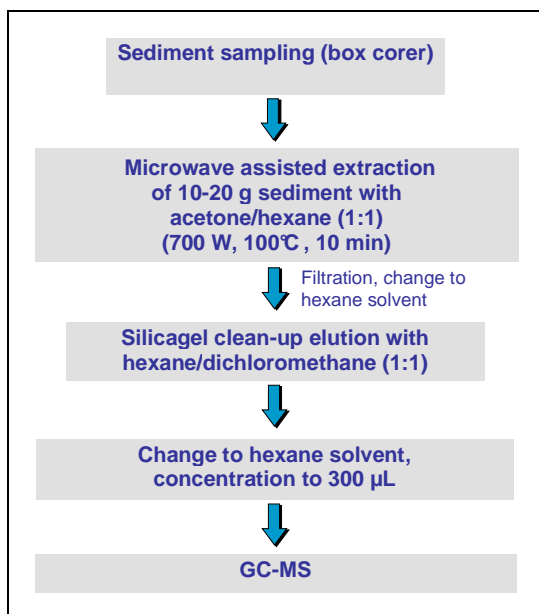 Sediment sampling (box corer)
Microwave assisted extraction
of 10-20 g sediment with
acetone/hexane (1:1)
(700 W, 100°C, 10 min)
Filtration, change to
hexane solvent
Silicagel clean-up elution with
hexane/dichloromethane (1:1)
Change to hexane solvent,
concentration to 300 µL
GC-MS